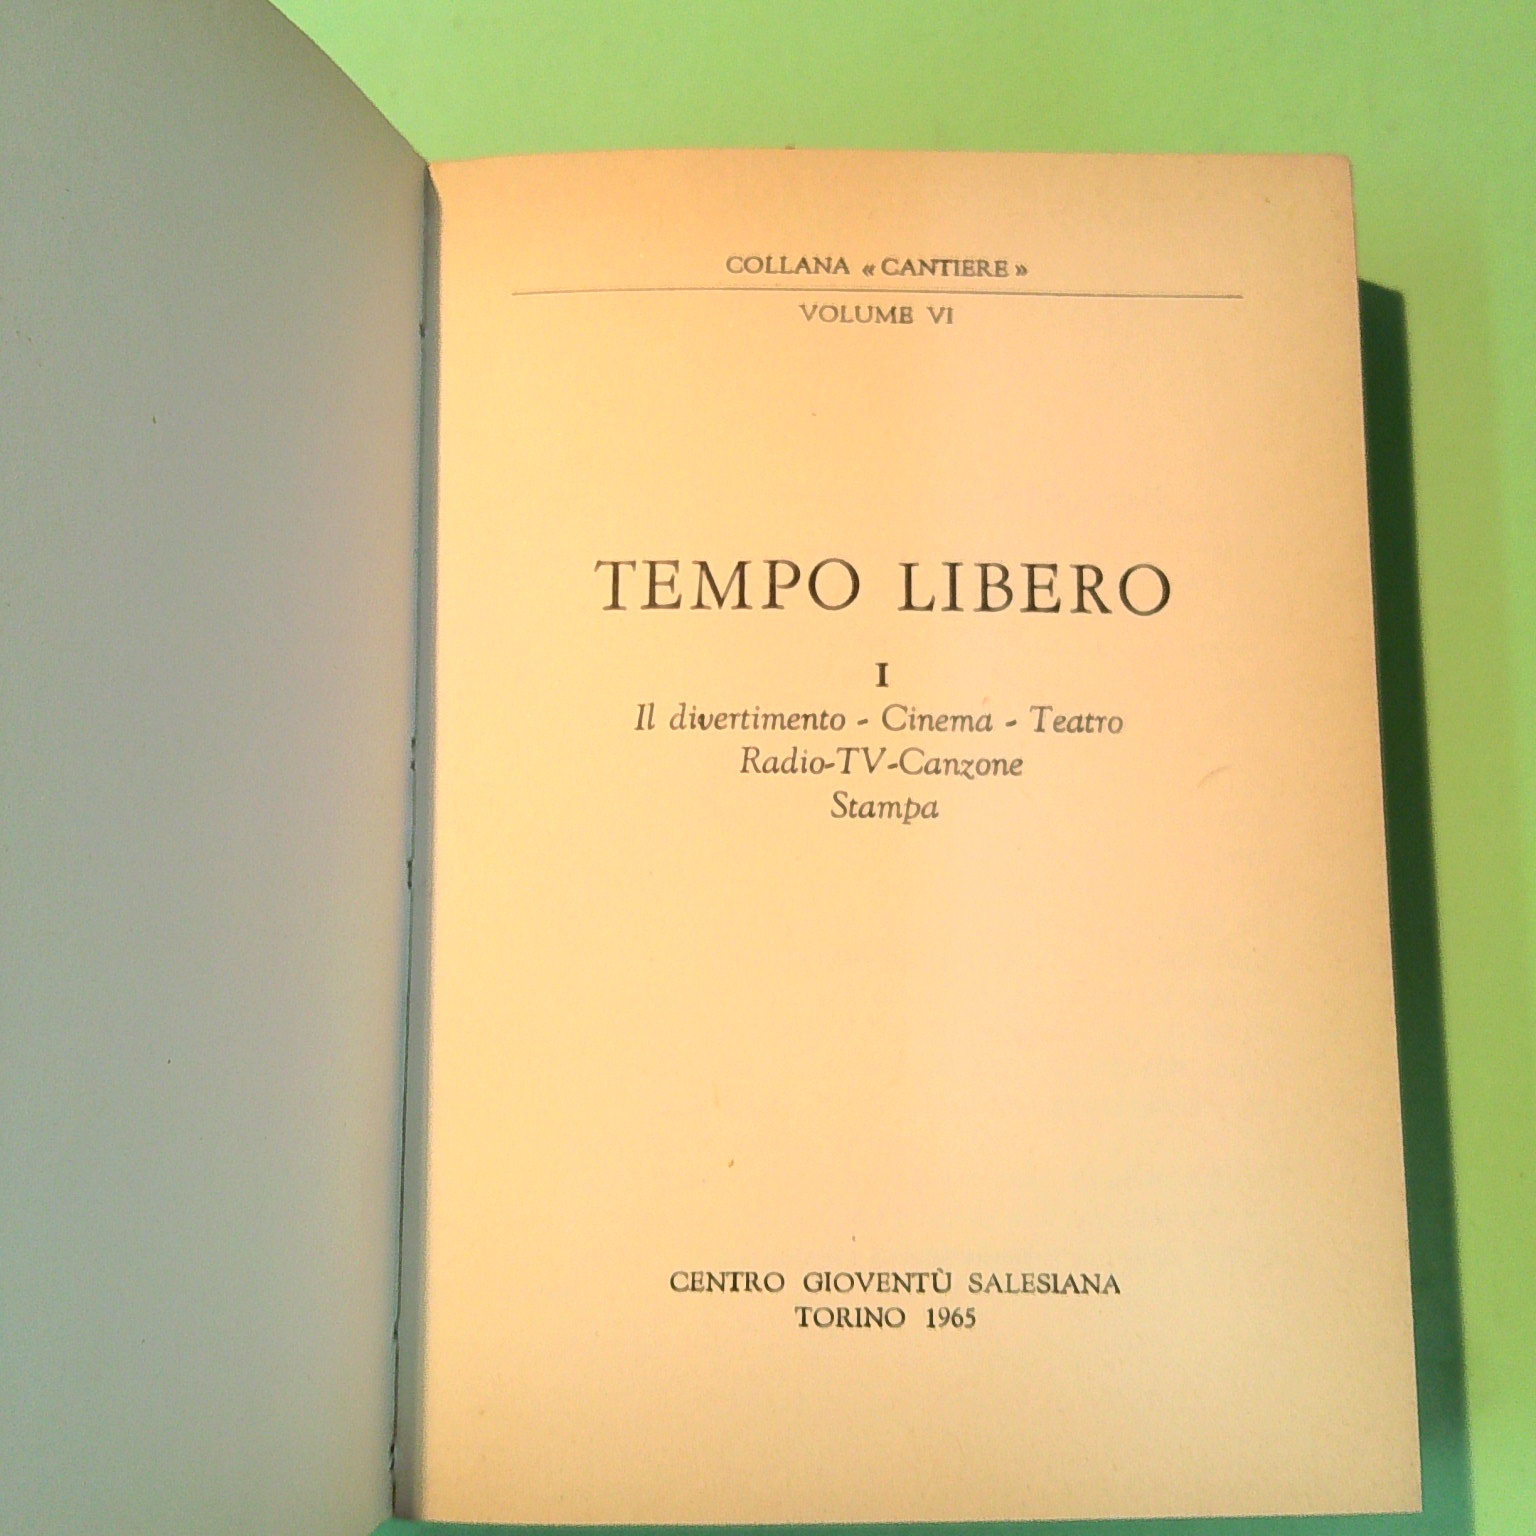 COLLANA « CANTIERE »
VOLUME VI
TEMPO LIBERO
I
Il divertimento - Cinema - Teatro
Radio-TV-Canzone
Stampa
CENTRO GIOVENTÙ SALESIANA
TORINO 1965